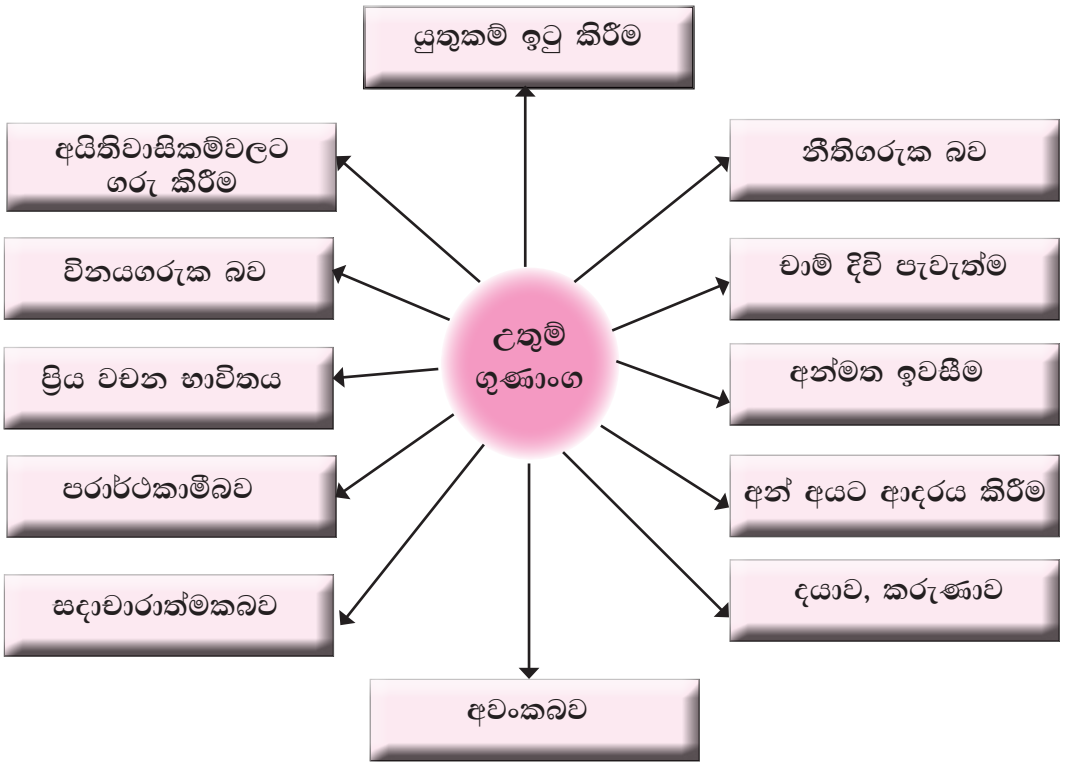 යුතුකම් ඉටු කිරීම
අයිතිවාසිකම්වලට
ගරු කිරීම
නීතිගරුක බව
විනයගරුක බව
චාම් දිවි පැවැත්ම
උතුම්
ගුණාංග
ප්‍රිය වචන භාවිතය
අන්මත ඉවසීම
පරාර්ථකාමීබව
අන් අයට ආදරය කිරීම
සදාචාරාත්මකබව
දයාව, කරුණාව
අවංකබව